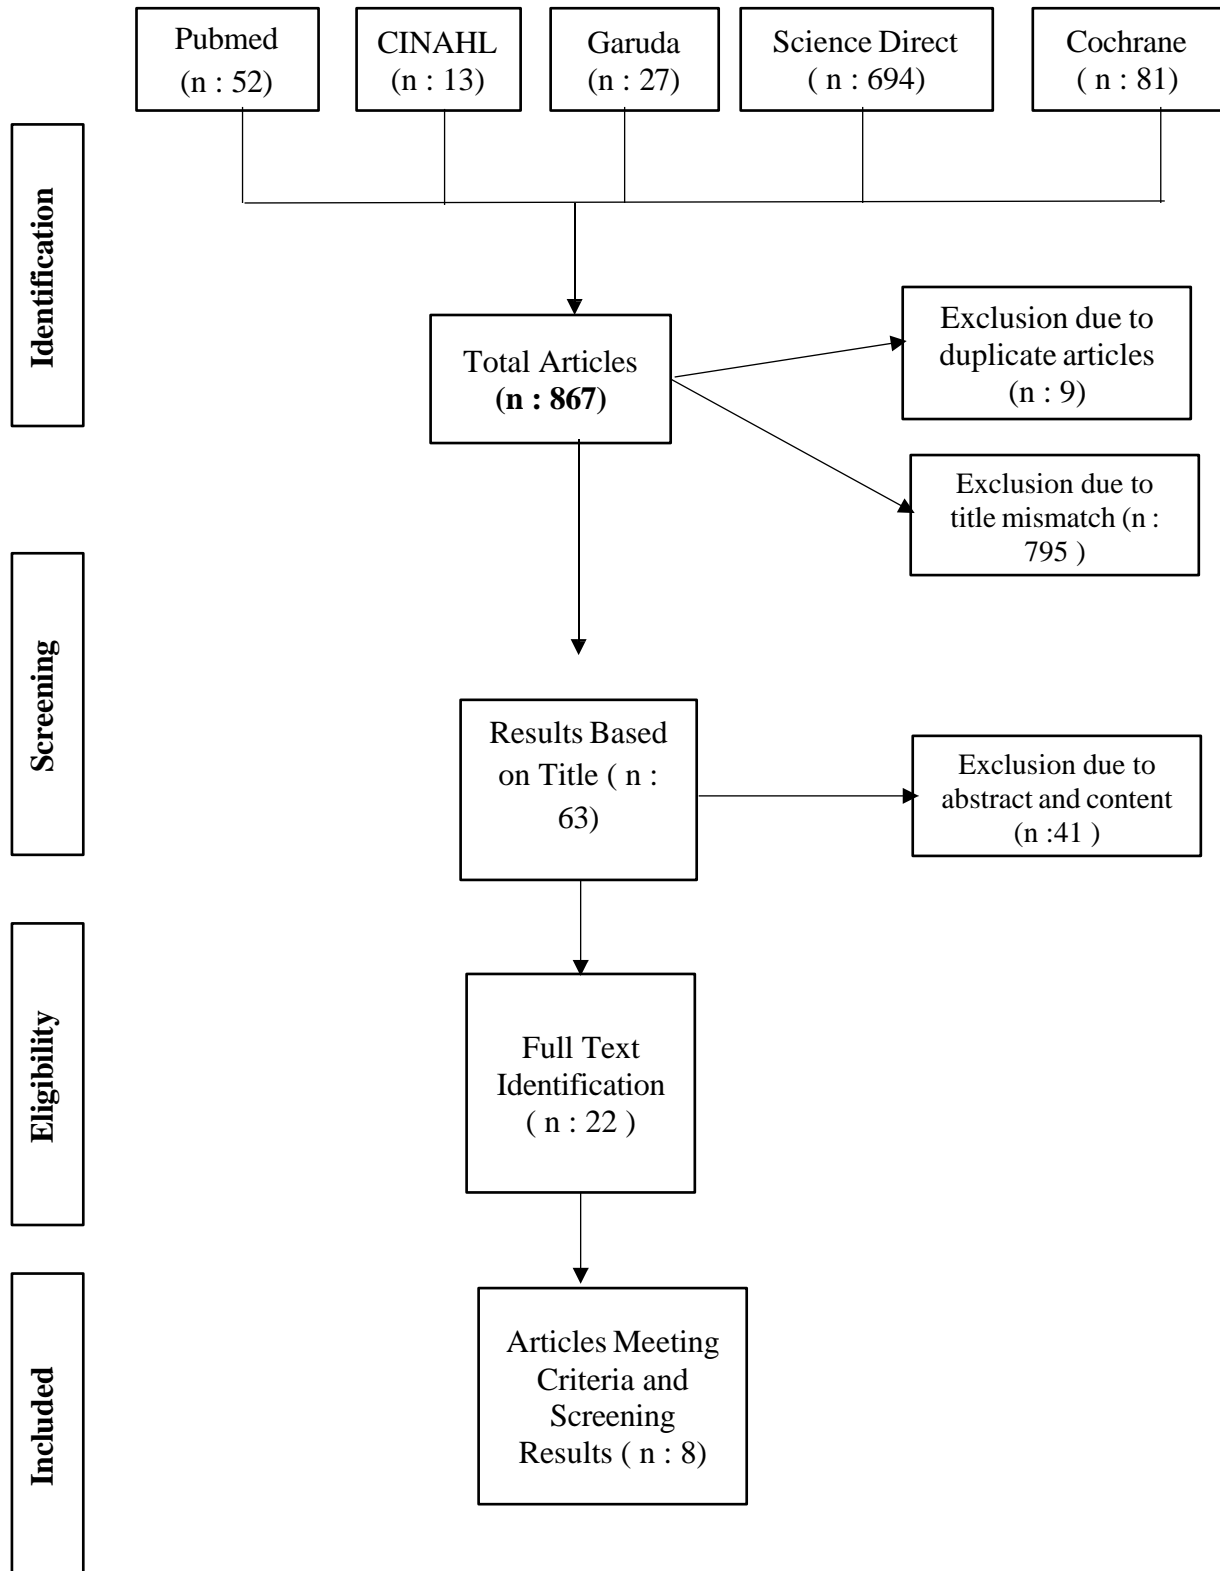 Pubmed
(n : 52)
CINAHL
(n : 13)
Garuda
(n : 27)
Science Direct
( n : 694)
Cochrane
( n : 81)
Identification
Total Articles
(n : 867)
Exclusion due to
duplicate articles
(n : 9)
Exclusion due to
title mismatch (n :
795 )
Screening
Results Based
on Title ( n :
63)
Exclusion due to
abstract and content
(n :41 )
Eligibility
Full Text
Identification
( n : 22 )
Included
Articles Meeting
Criteria and
Screening
Results ( n : 8)